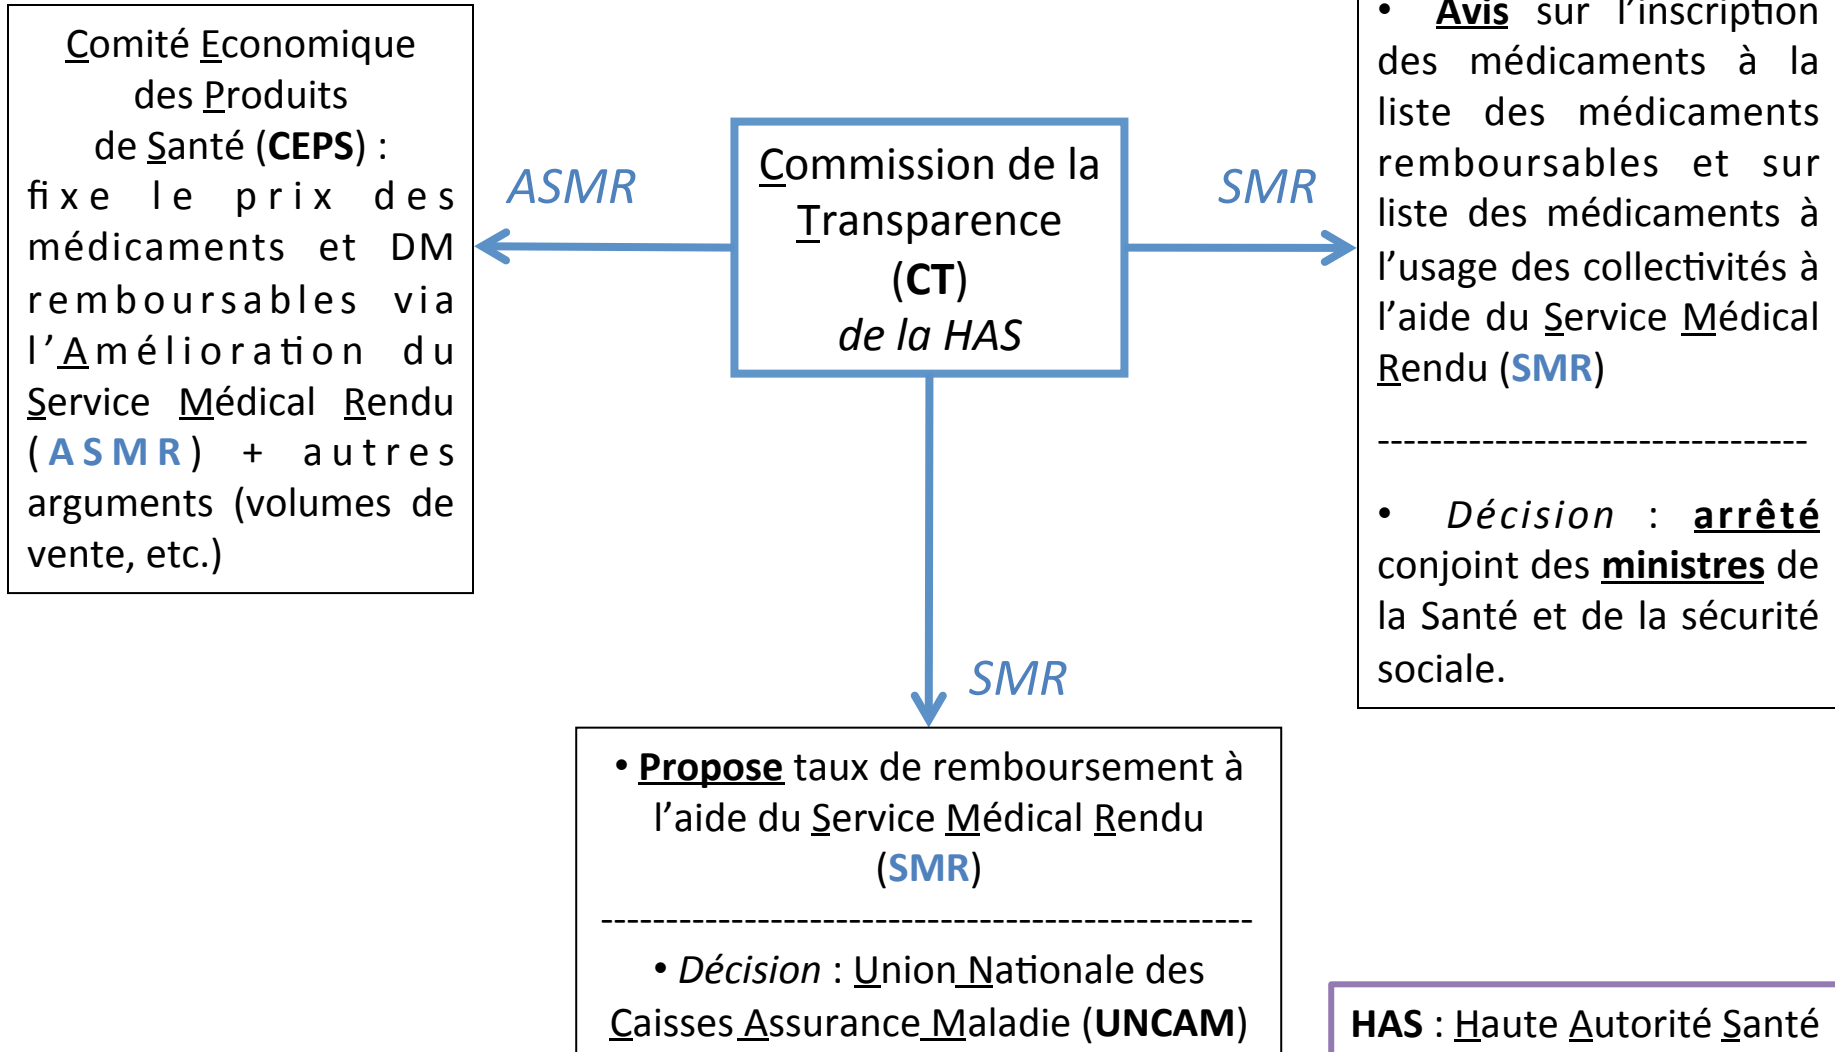 Comité Economique
des Produits
de Santé (CEPS) :
fixe le prix des
médicaments et DM
remboursables via
l’Amélioration du
Service Médical Rendu
(ASMR) + autres
arguments (volumes de
vente, etc.)
ASMR
Commission de la
Transparence
(CT)
de la HAS
SMR
• Avis sur l’inscription
des médicaments à la
liste des médicaments
remboursables et sur
liste des médicaments à
l’usage des collectivités à
l’aide du Service Médical
Rendu (SMR)
---------------------------------
• Décision : arrêté
conjoint des ministres de
la Santé et de la sécurité
sociale.
SMR
• Propose taux de remboursement à
l’aide du Service Médical Rendu
(SMR)
--------------------------------------------------
• Décision : Union Nationale des
Caisses Assurance Maladie (UNCAM)
HAS : Haute Autorité Santé